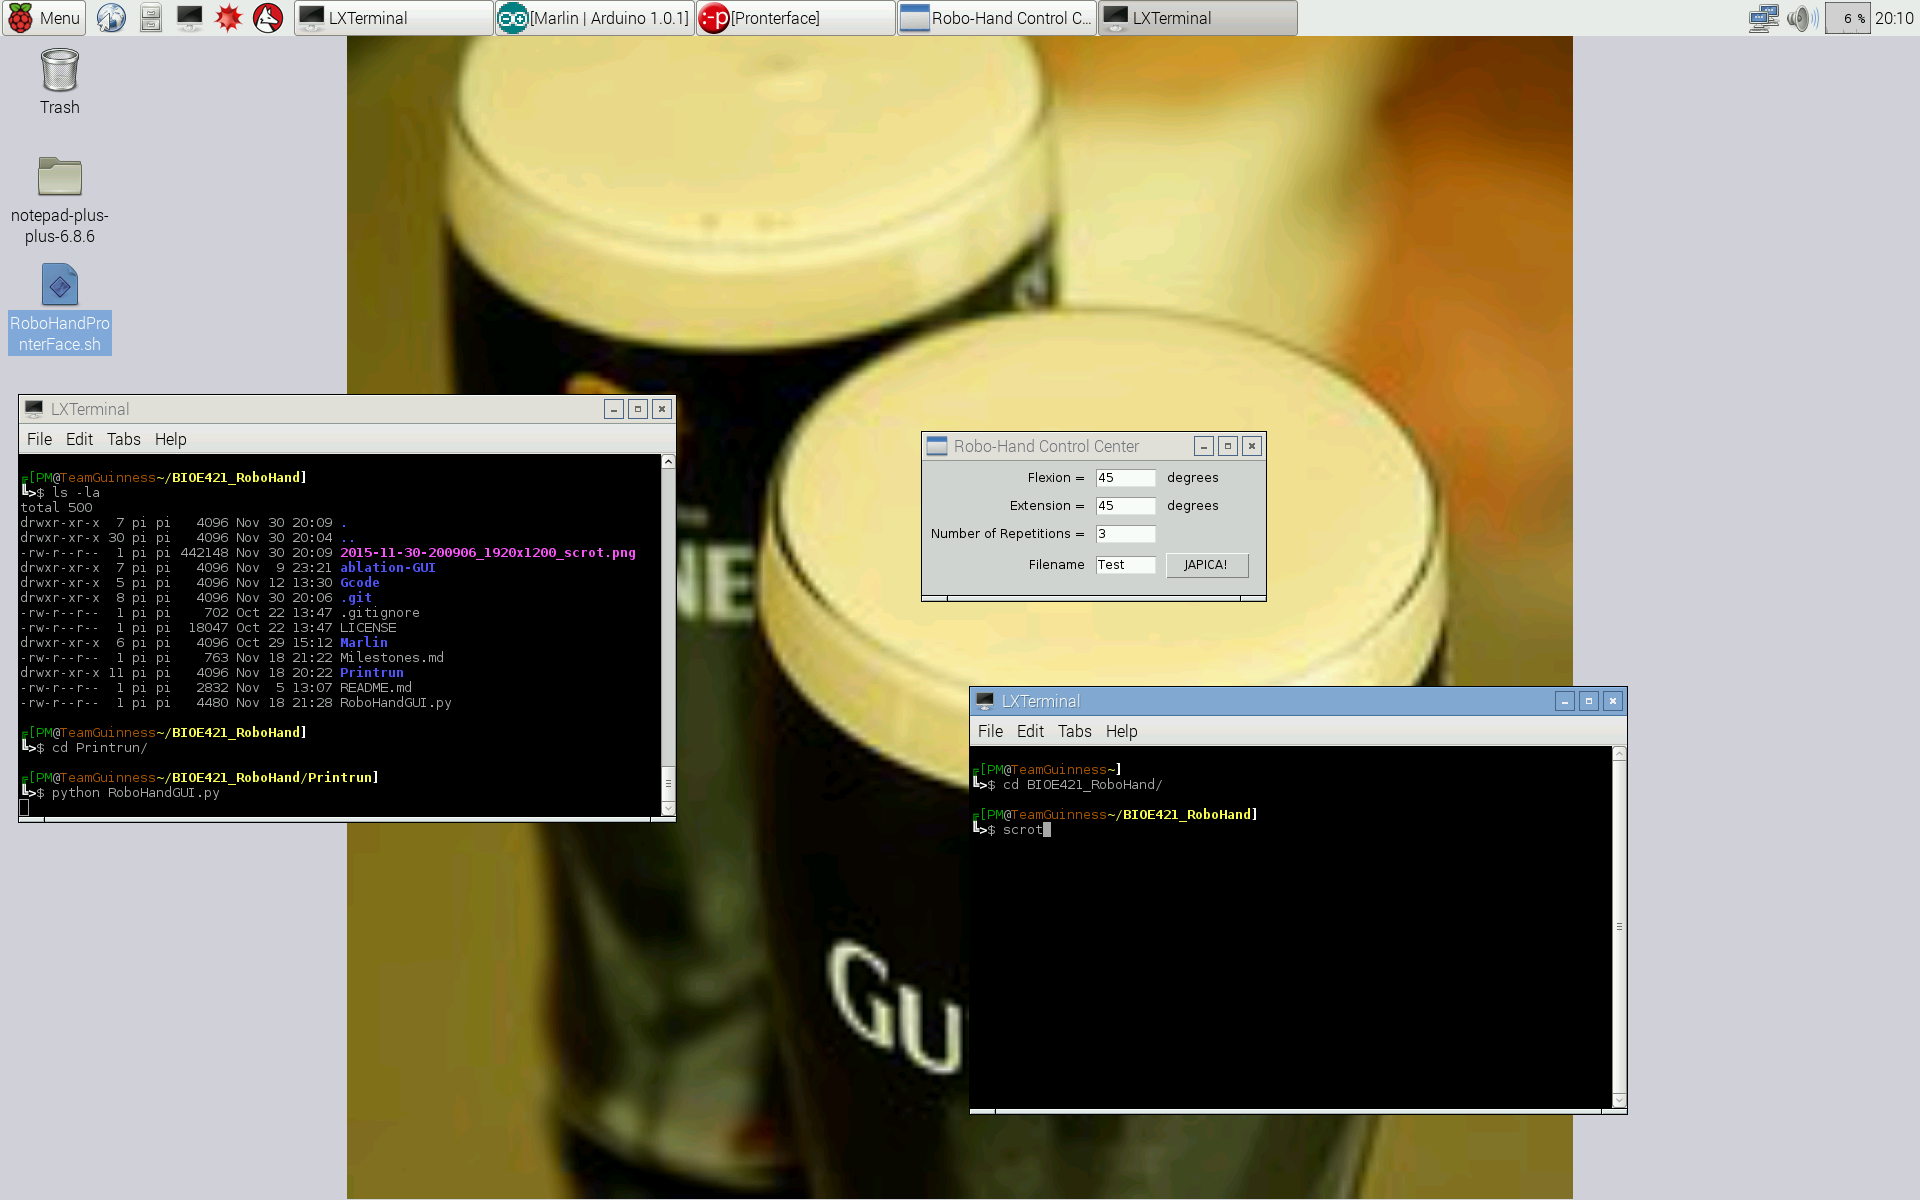 Menu
LXTerminal
[Marlin | Arduino 1.0.1]
[Pronterface]
Robo-Hand Control C...
LXTerminal
6 %
20:10
Trash
notepad-plus-
plus-6.8.6
RoboHandPro
nterFace.sh
LXTerminal
File Edit Tabs Help
[PM@TeamGuinness~/BIOE421_RoboHand]
>$ ls -la
total 500
drwxr-xr-x 7 pi pi 4096 Nov 30 20:09 .
drwxr-xr-x 30 pi pi 4096 Nov 30 20:04 ..
-rw-r--r-- 1 pi pi 442148 Nov 30 20:09 2015-11-30-200906_1920x1200_scrot.png
drwxr-xr-x 7 pi pi 4096 Nov 9 23:21 ablation-GUI
drwxr-xr-x 5 pi pi 4096 Nov 12 13:30 Gcode
drwxr-xr-x 8 pi pi 4096 Nov 30 20:06 .git
-rw-r--r-- 1 pi pi 702 Oct 22 13:47 .gitignore
-rw-r--r-- 1 pi pi 18047 Oct 22 13:47 LICENSE
drwxr-xr-x 6 pi pi 4096 Oct 29 15:12 Marlin
-rw-r--r-- 1 pi pi 763 Nov 18 21:22 Milestones.md
drwxr-xr-x 11 pi pi 4096 Nov 18 20:22 Printrun
-rw-r--r-- 1 pi pi 2832 Nov 5 13:07 README.md
-rw-r--r-- 1 pi pi 4480 Nov 18 21:28 RoboHandGUI.py
[PM@TeamGuinness~/BIOE421_RoboHand]
>$ cd Printrun/
[PM@TeamGuinness~/BIOE421_RoboHand/Printrun]
>$ python RoboHandGUI.py
Robo-Hand Control Center
Flexion = 45 degrees
Extension = 45 degrees
Number of Repetitions = 3
Filename Test JAPICA!
LXTerminal
File Edit Tabs Help
[PM@TeamGuinness~]
>$ cd BIOE421_RoboHand/
[PM@TeamGuinness~/BIOE421_RoboHand]
>$ scrot
NE
GU